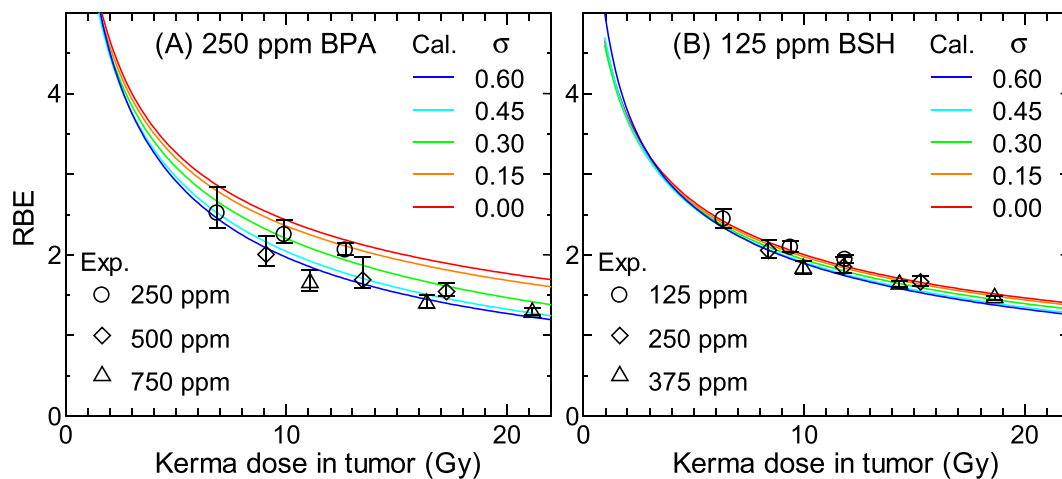 (A) 250 ppm BPA
Cal. σ
0.60
0.45
0.30
0.15
0.00
Exp.
250 ppm
500 ppm
750 ppm
RBE
4
2
0
0 10 20
Kerma dose in tumor (Gy)
(B) 125 ppm BSH
Cal. σ
0.60
0.45
0.30
0.15
0.00
Exp.
125 ppm
250 ppm
375 ppm
4
2
0
0 10 20
Kerma dose in tumor (Gy)